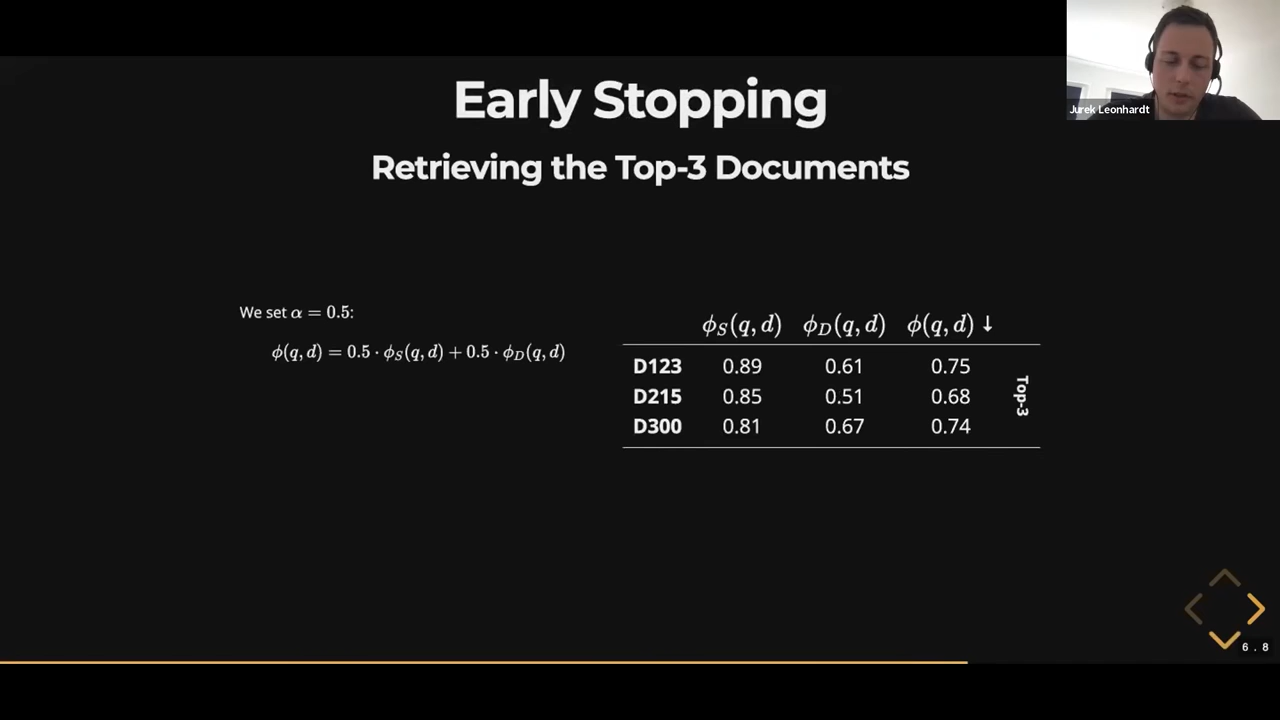 Jurek Leonhardt
Early Stopping
Retrieving the Top-3 Documents
We set α = 0.5:
ϕ(q, d) = 0.5 · ϕ_S(q, d) + 0.5 · ϕ_D(q, d)
ϕ_S(q, d) ϕ_D(q, d) ϕ(q, d) ↓
D123 0.89 0.61 0.75
D215 0.85 0.51 0.68
D300 0.81 0.67 0.74
Top-3
6 . 8